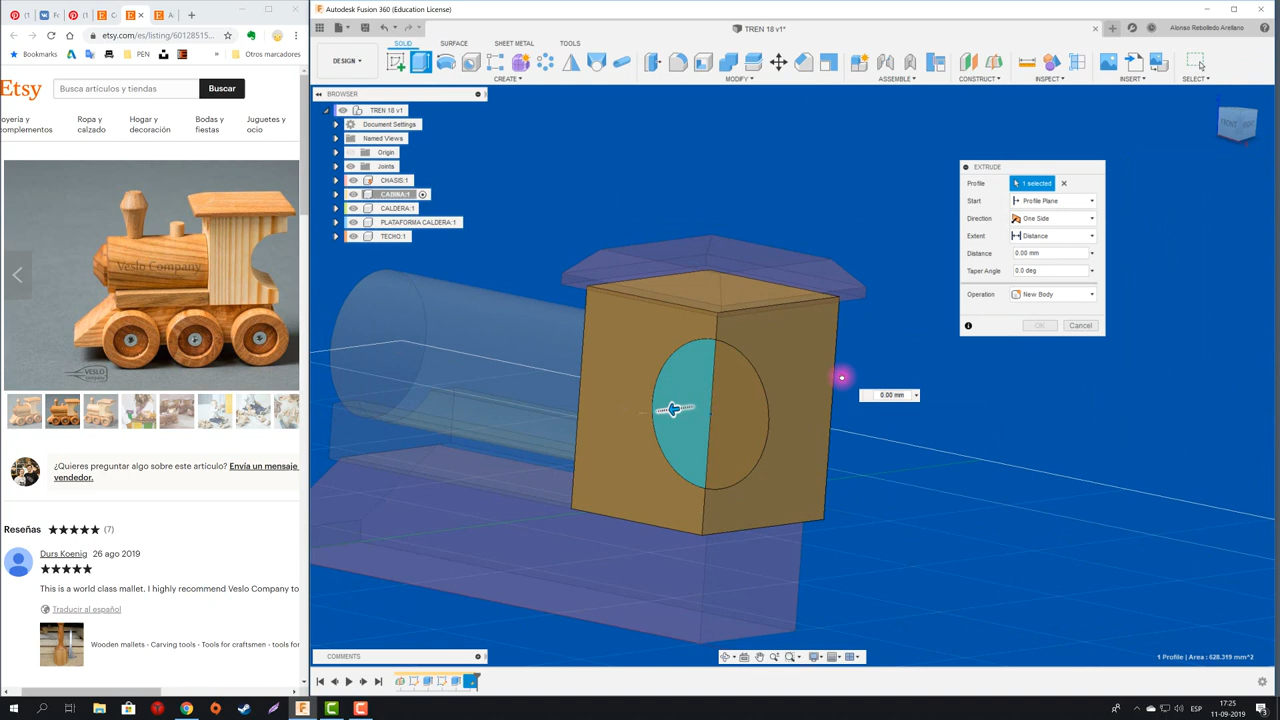 etsy.com/es/listing/60128515...
Bookmarks
Otros marcadores
Etsy
Busca artículos y tiendas
Buscar
oyería y
omplementos
Ropa y
calzado
Hogar y
decoración
Bodas y
fiestas
Juguetes y
ocio
Veslo Company
VESLO
¿Quieres preguntar algo sobre este artículo? Envía un mensaje
vendedor.
Reseñas ★★★★★ (7)
Durs Koenig 26 ago 2019
★★★★★
This is a world class mallet. I highly recommend Veslo Company to
Traducir al español
Wooden mallets - Carving tools - Tools for craftsmen - tools for
Autodesk Fusion 360 (Education License)
TREN 18 v1*
Alonso Rebolledo Arellano
SOLID
SURFACE
SHEET METAL
TOOLS
DESIGN
CREATE
MODIFY
ASSEMBLE
CONSTRUCT
INSPECT
INSERT
SELECT
BROWSER
TREN 18 v1
Document Settings
Named Views
Origin
Joints
CHASIS:1
CABINA:1
CALDERA:1
PLATAFORMA CALDERA:1
TECHO:1
EXTRUDE
Profile 1 selected
Start Profile Plane
Direction One Side
Extent Distance
Distance 0.00 mm
Taper Angle 0.0 deg
Operation New Body
OK Cancel
0.00 mm
COMMENTS
1 Profile | Area : 628.319 mm^2
ESP
17:25
11-09-2019